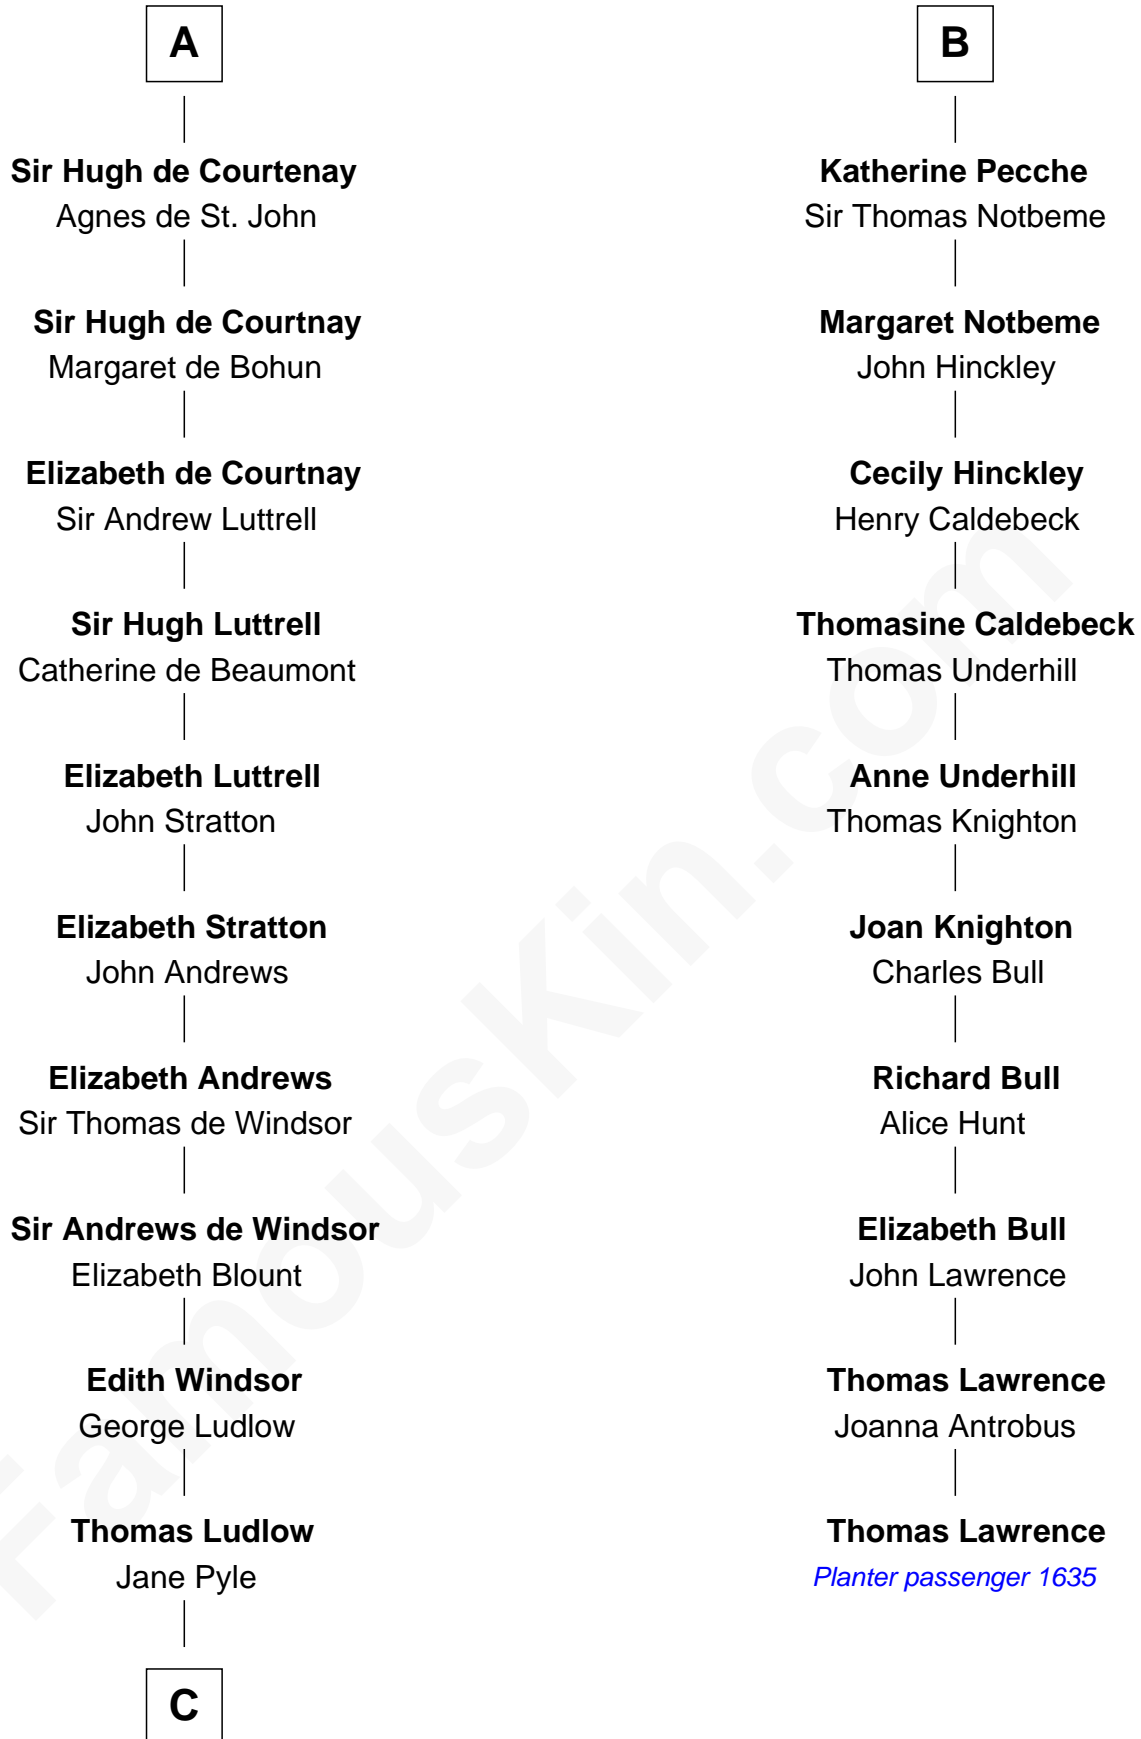 A
Sir Hugh de Courtenay
Agnes de St. John
Sir Hugh de Courtnay
Margaret de Bohun
Elizabeth de Courtnay
Sir Andrew Luttrell
Sir Hugh Luttrell
Catherine de Beaumont
Elizabeth Luttrell
John Stratton
Elizabeth Stratton
John Andrews
Elizabeth Andrews
Sir Thomas de Windsor
Sir Andrews de Windsor
Elizabeth Blount
Edith Windsor
George Ludlow
Thomas Ludlow
Jane Pyle
C
B
Katherine Pecche
Sir Thomas Notbeme
Margaret Notbeme
John Hinckley
Cecily Hinckley
Henry Caldebeck
Thomasine Caldebeck
Thomas Underhill
Anne Underhill
Thomas Knighton
Joan Knighton
Charles Bull
Richard Bull
Alice Hunt
Elizabeth Bull
John Lawrence
Thomas Lawrence
Joanna Antrobus
Thomas Lawrence
Planter passenger 1635
FamousKin.com